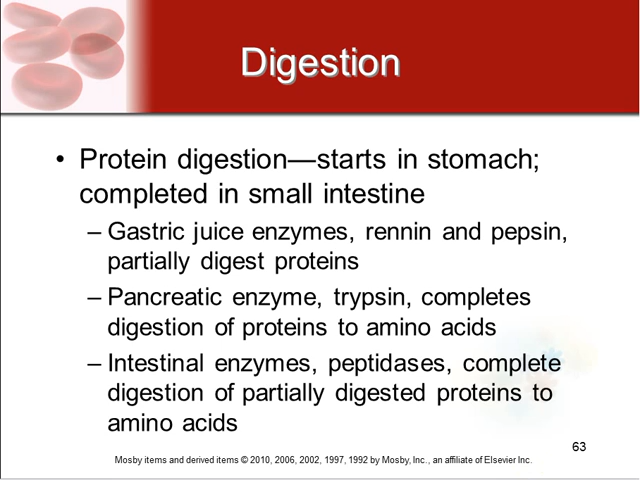 Digestion
• Protein digestion—starts in stomach;
completed in small intestine
– Gastric juice enzymes, rennin and pepsin,
partially digest proteins
– Pancreatic enzyme, trypsin, completes
digestion of proteins to amino acids
– Intestinal enzymes, peptidases, complete
digestion of partially digested proteins to
amino acids
63
Mosby items and derived items © 2010, 2006, 2002, 1997, 1992 by Mosby, Inc., an affiliate of Elsevier Inc.